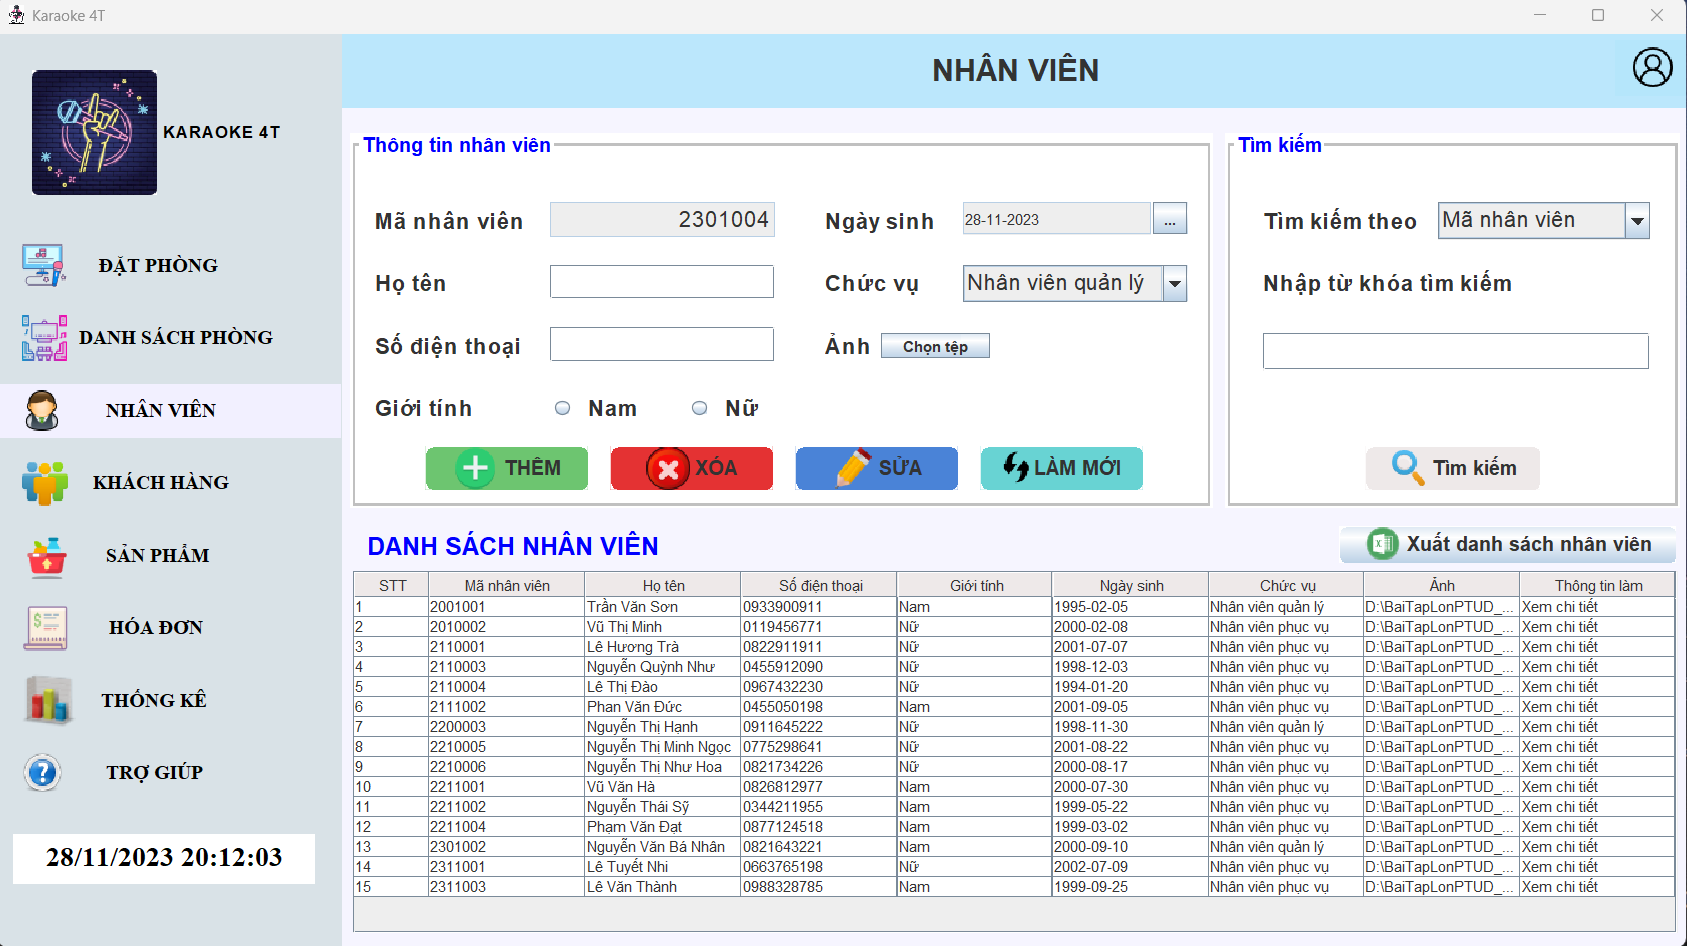 Karaoke 4T
KARAOKE 4T
ĐẶT PHÒNG
DANH SÁCH PHÒNG
NHÂN VIÊN
KHÁCH HÀNG
SẢN PHẨM
HÓA ĐƠN
THỐNG KÊ
TRỢ GIÚP
28/11/2023 20:12:03
NHÂN VIÊN
Thông tin nhân viên
Mã nhân viên 2301004 Ngày sinh 28-11-2023 ...
Họ tên Chức vụ Nhân viên quản lý
Số điện thoại Ảnh Chọn tệp
Giới tính Nam Nữ
THÊM XÓA SỬA LÀM MỚI
Tìm kiếm
Tìm kiếm theo Mã nhân viên
Nhập từ khóa tìm kiếm
Tìm kiếm
DANH SÁCH NHÂN VIÊN Xuất danh sách nhân viên
STT Mã nhân viên Họ tên Số điện thoại Giới tính Ngày sinh Chức vụ Ảnh Thông tin làm
1 2001001 Trần Văn Sơn 0933900911 Nam 1995-02-05 Nhân viên quản lý D:\BaiTapLonPTUD_... Xem chi tiết
2 2010002 Vũ Thị Minh 0119456771 Nữ 2000-02-08 Nhân viên phục vụ D:\BaiTapLonPTUD_... Xem chi tiết
3 2110001 Lê Hương Trà 0822911911 Nữ 2001-07-07 Nhân viên phục vụ D:\BaiTapLonPTUD_... Xem chi tiết
4 2110003 Nguyễn Quỳnh Như 0455912090 Nữ 1998-12-03 Nhân viên phục vụ D:\BaiTapLonPTUD_... Xem chi tiết
5 2110004 Lê Thị Đào 0967432230 Nữ 1994-01-20 Nhân viên phục vụ D:\BaiTapLonPTUD_... Xem chi tiết
6 2111002 Phan Văn Đức 0455050198 Nam 2001-09-05 Nhân viên phục vụ D:\BaiTapLonPTUD_... Xem chi tiết
7 2200003 Nguyễn Thị Hạnh 0911645222 Nữ 1998-11-30 Nhân viên quản lý D:\BaiTapLonPTUD_... Xem chi tiết
8 2210005 Nguyễn Thị Minh Ngọc 0775298641 Nữ 2001-08-22 Nhân viên phục vụ D:\BaiTapLonPTUD_... Xem chi tiết
9 2210006 Nguyễn Thị Như Hoa 0821734226 Nữ 2000-08-17 Nhân viên phục vụ D:\BaiTapLonPTUD_... Xem chi tiết
10 2211001 Vũ Văn Hà 0826812977 Nam 2000-07-30 Nhân viên phục vụ D:\BaiTapLonPTUD_... Xem chi tiết
11 2211002 Nguyễn Thái Sỹ 0344211955 Nam 1999-05-22 Nhân viên phục vụ D:\BaiTapLonPTUD_... Xem chi tiết
12 2211004 Phạm Văn Đạt 0877124518 Nam 1999-03-02 Nhân viên phục vụ D:\BaiTapLonPTUD_... Xem chi tiết
13 2301002 Nguyễn Văn Bá Nhân 0821643221 Nam 2000-09-10 Nhân viên quản lý D:\BaiTapLonPTUD_... Xem chi tiết
14 2311001 Lê Tuyết Nhi 0663765198 Nữ 2002-07-09 Nhân viên phục vụ D:\BaiTapLonPTUD_... Xem chi tiết
15 2311003 Lê Văn Thành 0988328785 Nam 1999-09-25 Nhân viên phục vụ D:\BaiTapLonPTUD_... Xem chi tiết